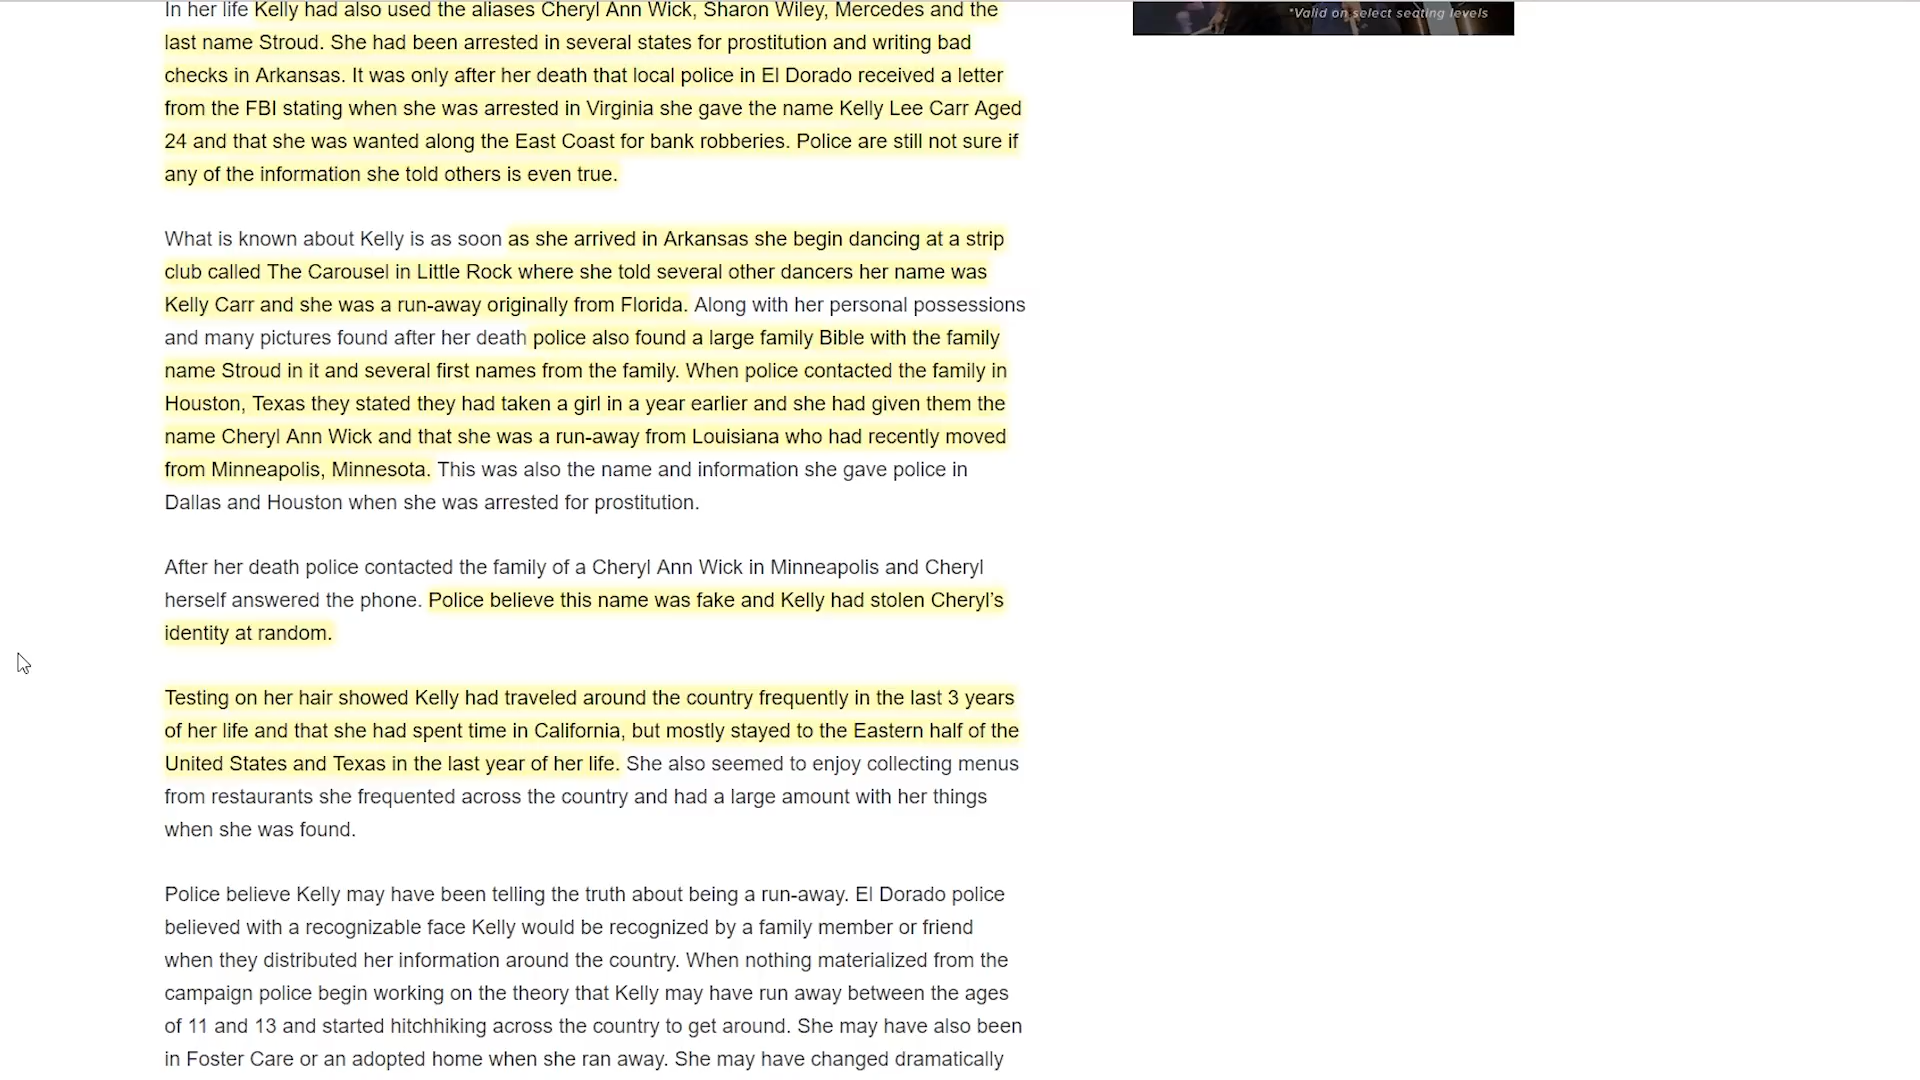 In her life Kelly had also used the aliases Cheryl Ann Wick, Sharon Wiley, Mercedes and the
last name Stroud. She had been arrested in several states for prostitution and writing bad
checks in Arkansas. It was only after her death that local police in El Dorado received a letter
from the FBI stating when she was arrested in Virginia she gave the name Kelly Lee Carr Aged
24 and that she was wanted along the East Coast for bank robberies. Police are still not sure if
any of the information she told others is even true.
What is known about Kelly is as soon as she arrived in Arkansas she begin dancing at a strip
club called The Carousel in Little Rock where she told several other dancers her name was
Kelly Carr and she was a run-away originally from Florida. Along with her personal possessions
and many pictures found after her death police also found a large family Bible with the family
name Stroud in it and several first names from the family. When police contacted the family in
Houston, Texas they stated they had taken a girl in a year earlier and she had given them the
name Cheryl Ann Wick and that she was a run-away from Louisiana who had recently moved
from Minneapolis, Minnesota. This was also the name and information she gave police in
Dallas and Houston when she was arrested for prostitution.
After her death police contacted the family of a Cheryl Ann Wick in Minneapolis and Cheryl
herself answered the phone. Police believe this name was fake and Kelly had stolen Cheryl's
identity at random.
Testing on her hair showed Kelly had traveled around the country frequently in the last 3 years
of her life and that she had spent time in California, but mostly stayed to the Eastern half of the
United States and Texas in the last year of her life. She also seemed to enjoy collecting menus
from restaurants she frequented across the country and had a large amount with her things
when she was found.
Police believe Kelly may have been telling the truth about being a run-away. El Dorado police
believed with a recognizable face Kelly would be recognized by a family member or friend
when they distributed her information around the country. When nothing materialized from the
campaign police begin working on the theory that Kelly may have run away between the ages
of 11 and 13 and started hitchhiking across the country to get around. She may have also been
in Foster Care or an adopted home when she ran away. She may have changed dramatically
*Valid on select seating levels